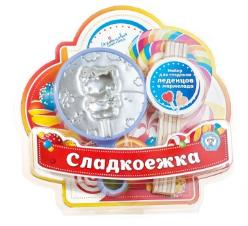 Набор
для создания
леденцов
и мармелада
Сладкоежка